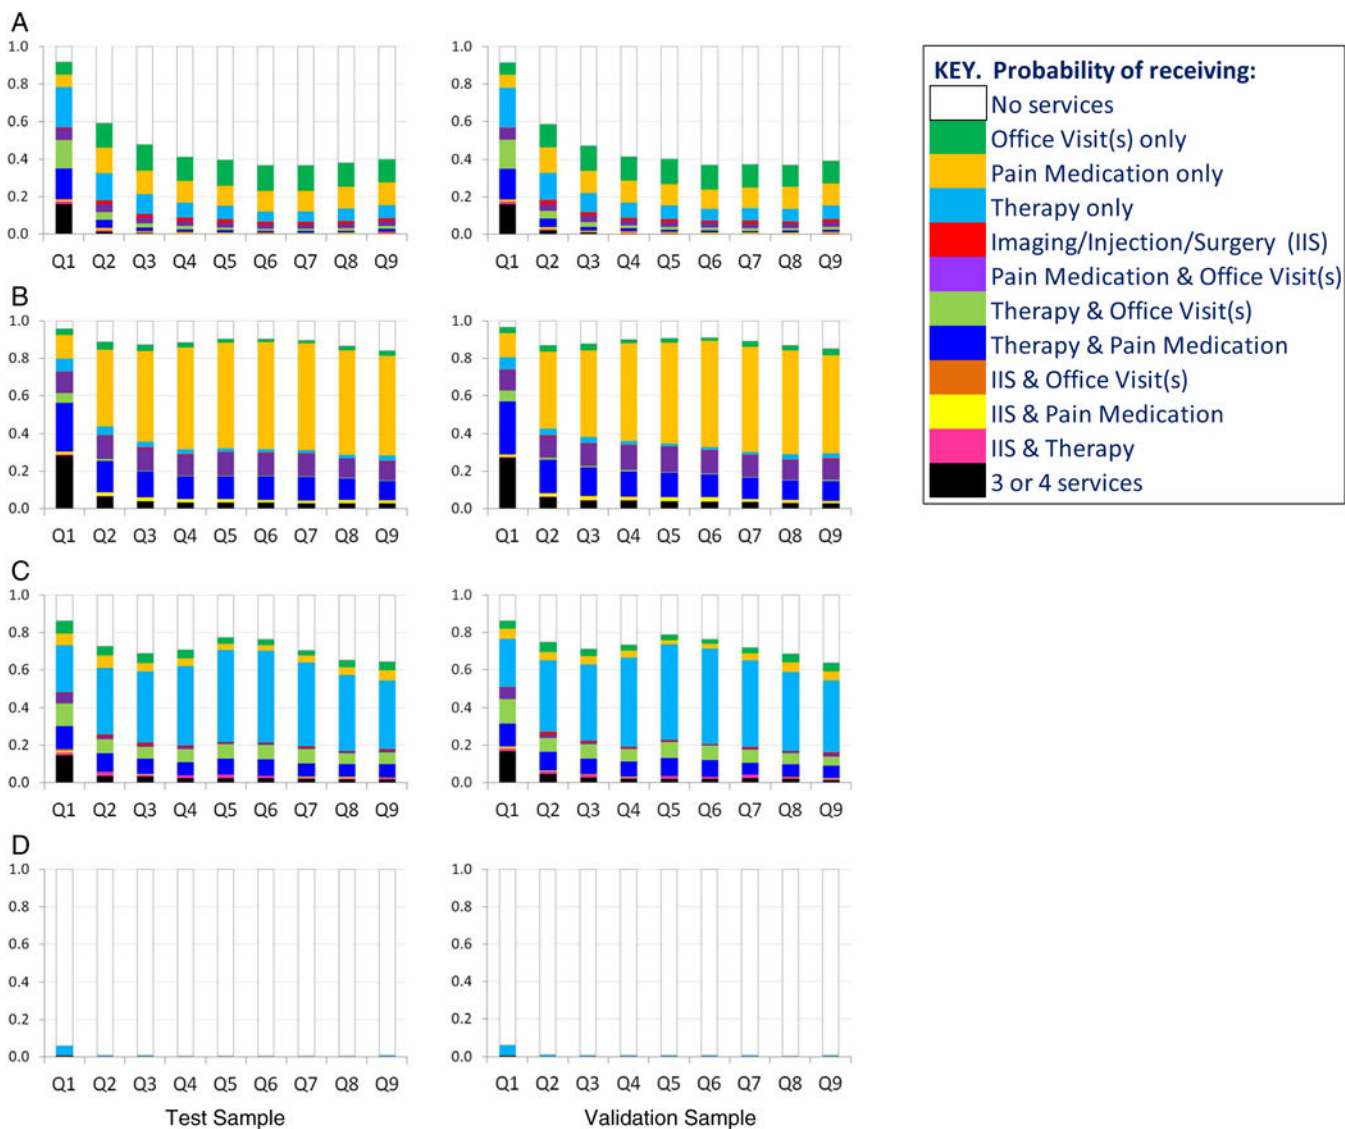 A
1.0
0.8
0.6
0.4
0.2
0.0
Q1 Q2 Q3 Q4 Q5 Q6 Q7 Q8 Q9
1.0
0.8
0.6
0.4
0.2
0.0
Q1 Q2 Q3 Q4 Q5 Q6 Q7 Q8 Q9
KEY. Probability of receiving:
No services
Office Visit(s) only
Pain Medication only
Therapy only
Imaging/Injection/Surgery (IIS)
Pain Medication & Office Visit(s)
Therapy & Office Visit(s)
Therapy & Pain Medication
IIS & Office Visit(s)
IIS & Pain Medication
IIS & Therapy
3 or 4 services
B
1.0
0.8
0.6
0.4
0.2
0.0
Q1 Q2 Q3 Q4 Q5 Q6 Q7 Q8 Q9
1.0
0.8
0.6
0.4
0.2
0.0
Q1 Q2 Q3 Q4 Q5 Q6 Q7 Q8 Q9
C
1.0
0.8
0.6
0.4
0.2
0.0
Q1 Q2 Q3 Q4 Q5 Q6 Q7 Q8 Q9
1.0
0.8
0.6
0.4
0.2
0.0
Q1 Q2 Q3 Q4 Q5 Q6 Q7 Q8 Q9
D
1.0
0.8
0.6
0.4
0.2
0.0
Q1 Q2 Q3 Q4 Q5 Q6 Q7 Q8 Q9
Test Sample
1.0
0.8
0.6
0.4
0.2
0.0
Q1 Q2 Q3 Q4 Q5 Q6 Q7 Q8 Q9
Validation Sample